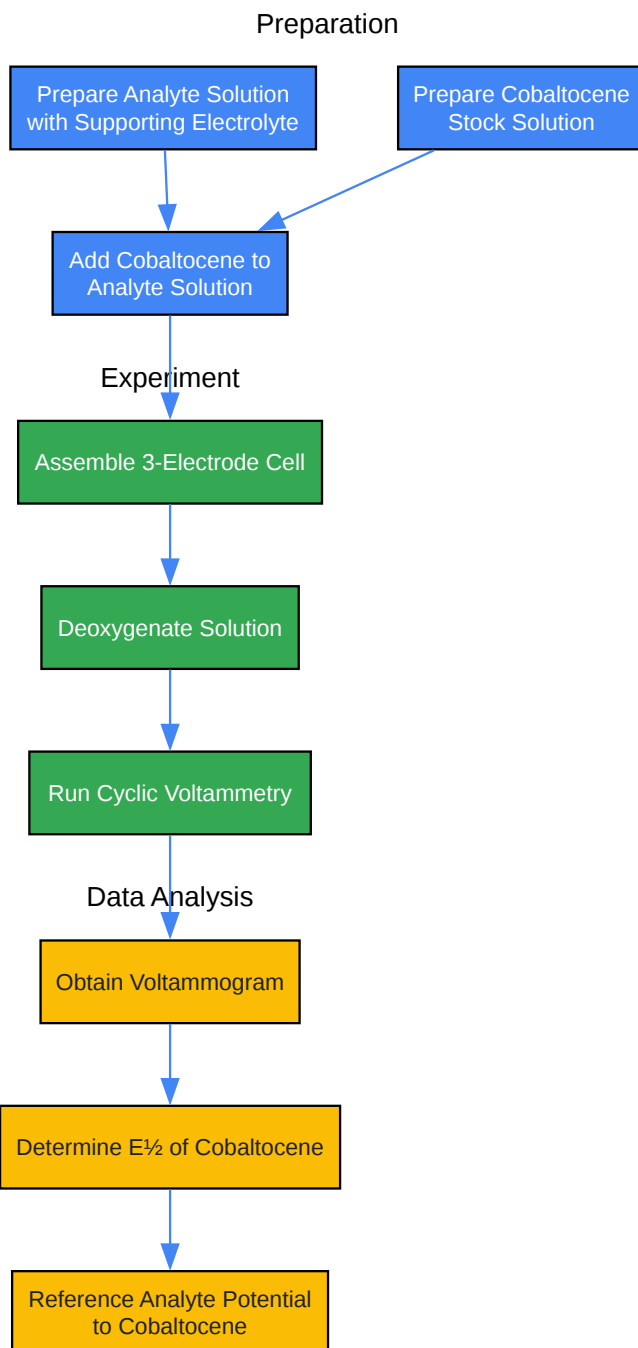 Preparation
Prepare Analyte Solution
with Supporting Electrolyte
Prepare Cobaltocene
Stock Solution
Add Cobaltocene to
Analyte Solution
Experiment
Assemble 3-Electrode Cell
Deoxygenate Solution
Run Cyclic Voltammetry
Data Analysis
Obtain Voltammogram
Determine E½ of Cobaltocene
Reference Analyte Potential
to Cobaltocene